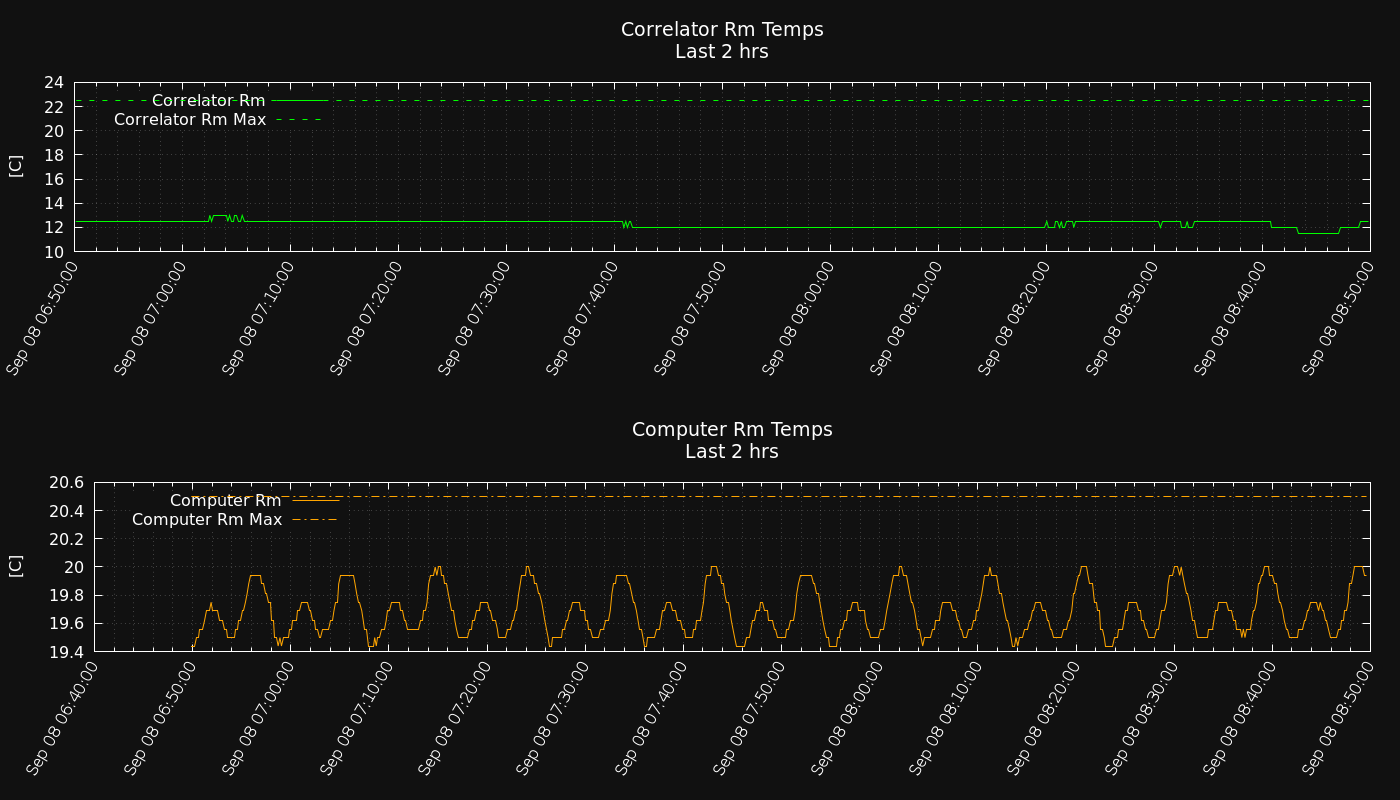 Correlator Rm Temps
Last 2 hrs
24
22
20
18
16
14
12
10
[C]
Correlator Rm
Correlator Rm Max
Sep 08 06:50:00
Sep 08 07:00:00
Sep 08 07:10:00
Sep 08 07:20:00
Sep 08 07:30:00
Sep 08 07:40:00
Sep 08 07:50:00
Sep 08 08:00:00
Sep 08 08:10:00
Sep 08 08:20:00
Sep 08 08:30:00
Sep 08 08:40:00
Sep 08 08:50:00
Computer Rm Temps
Last 2 hrs
20.6
20.4
20.2
20
19.8
19.6
19.4
[C]
Computer Rm
Computer Rm Max
Sep 08 06:40:00
Sep 08 06:50:00
Sep 08 07:00:00
Sep 08 07:10:00
Sep 08 07:20:00
Sep 08 07:30:00
Sep 08 07:40:00
Sep 08 07:50:00
Sep 08 08:00:00
Sep 08 08:10:00
Sep 08 08:20:00
Sep 08 08:30:00
Sep 08 08:40:00
Sep 08 08:50:00